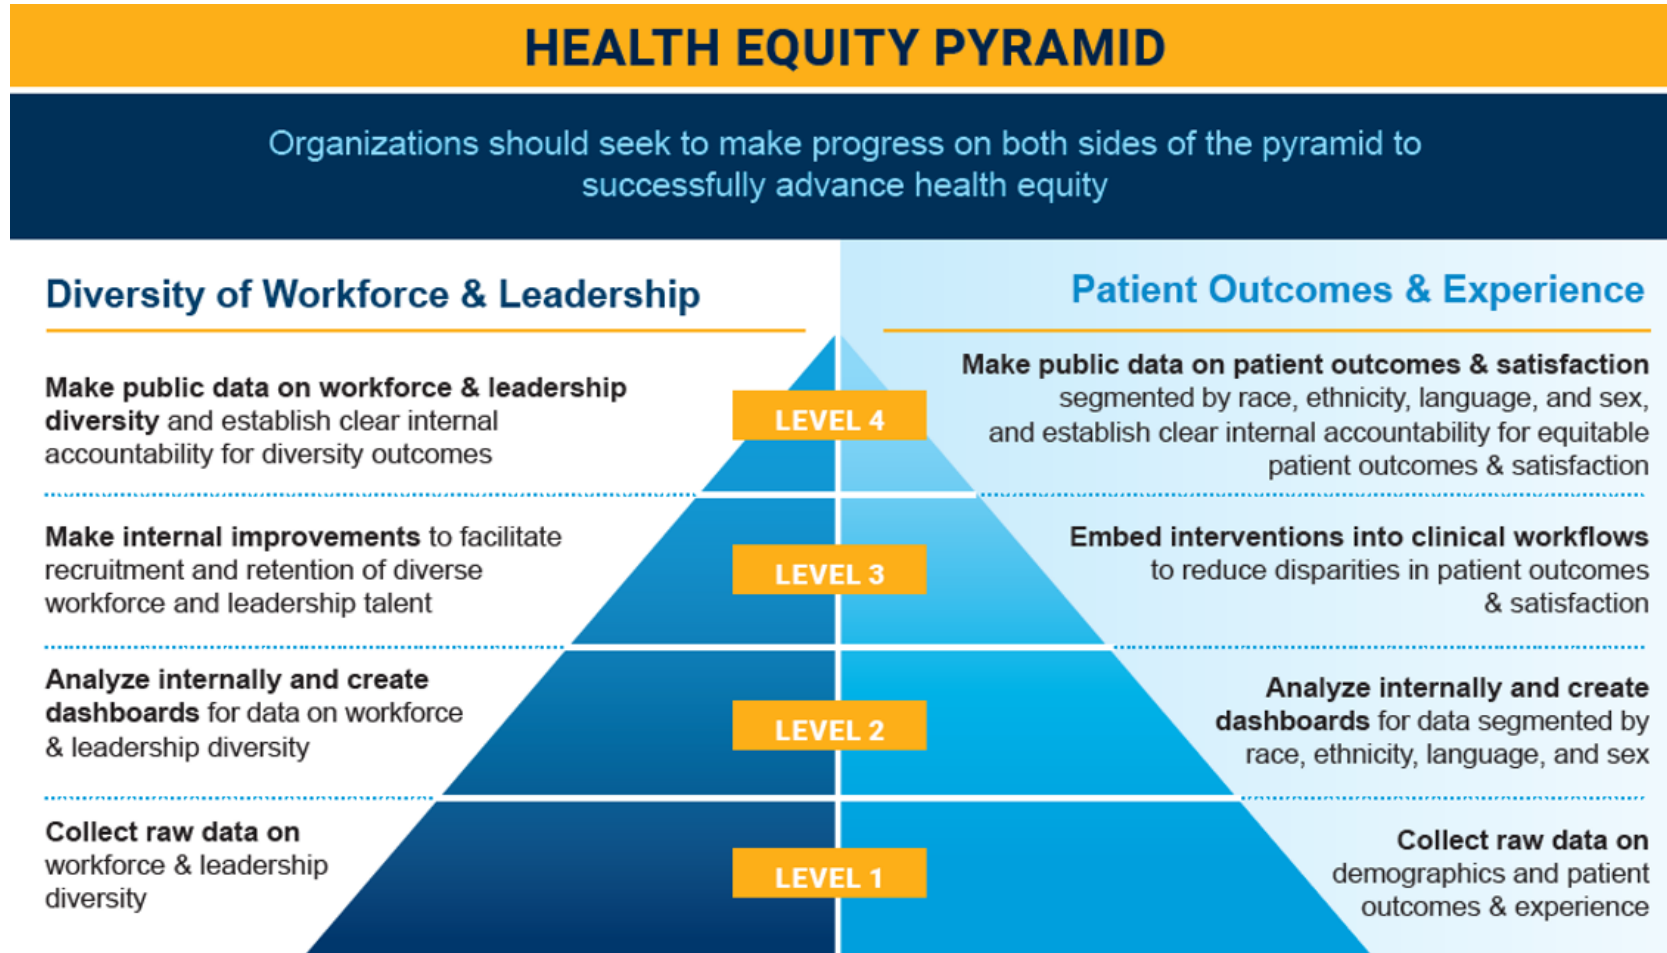 HEALTH EQUITY PYRAMID
Organizations should seek to make progress on both sides of the pyramid to
successfully advance health equity
Diversity of Workforce & Leadership
Make public data on workforce & leadership
diversity and establish clear internal
accountability for diversity outcomes
Make internal improvements to facilitate
recruitment and retention of diverse
workforce and leadership talent
Analyze internally and create
dashboards for data on workforce
& leadership diversity
Collect raw data on
workforce & leadership
diversity
LEVEL 4
LEVEL 3
LEVEL 2
LEVEL 1
Patient Outcomes & Experience
Make public data on patient outcomes & satisfaction
segmented by race, ethnicity, language, and sex,
and establish clear internal accountability for equitable
patient outcomes & satisfaction
Embed interventions into clinical workflows
to reduce disparities in patient outcomes
& satisfaction
Analyze internally and create
dashboards for data segmented by
race, ethnicity, language, and sex
Collect raw data on
demographics and patient
outcomes & experience